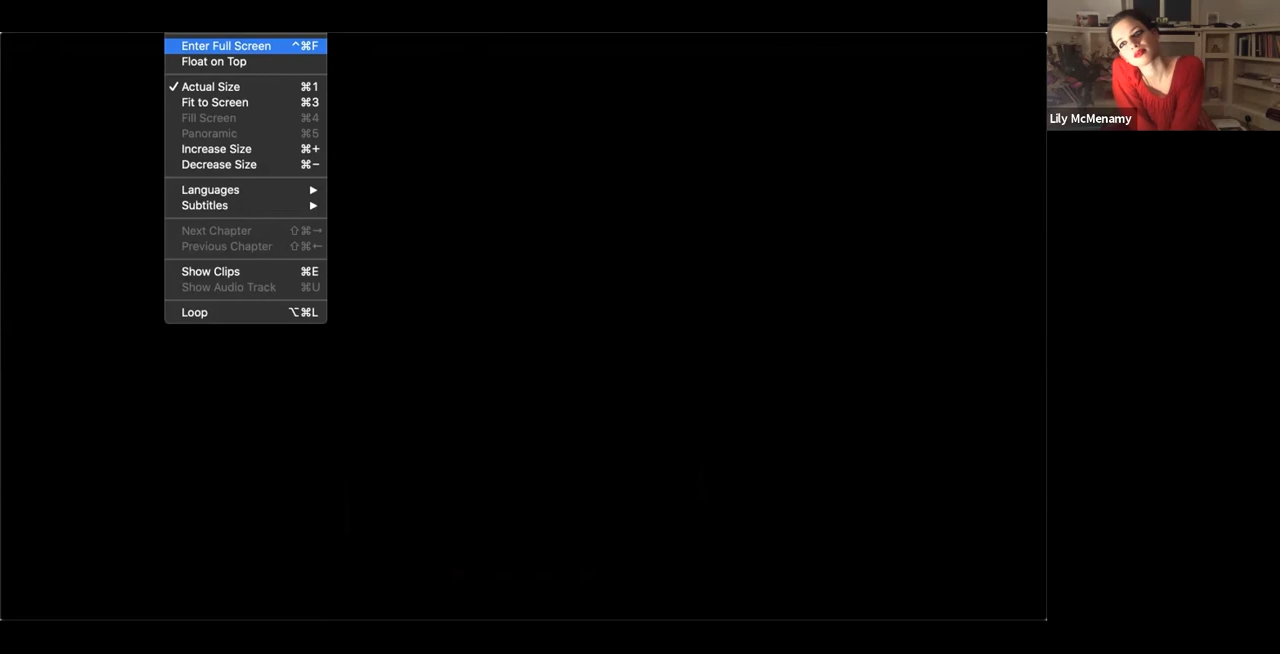 Enter Full Screen ^⌘F
Float on Top
✓ Actual Size ⌘1
Fit to Screen ⌘3
Fill Screen ⌘4
Panoramic ⌘5
Increase Size ⌘+
Decrease Size ⌘−
Languages ▶
Subtitles ▶
Next Chapter ⇧⌘→
Previous Chapter ⇧⌘←
Show Clips ⌘E
Show Audio Track ⌘U
Loop ⌥⌘L
Lily McMenamy